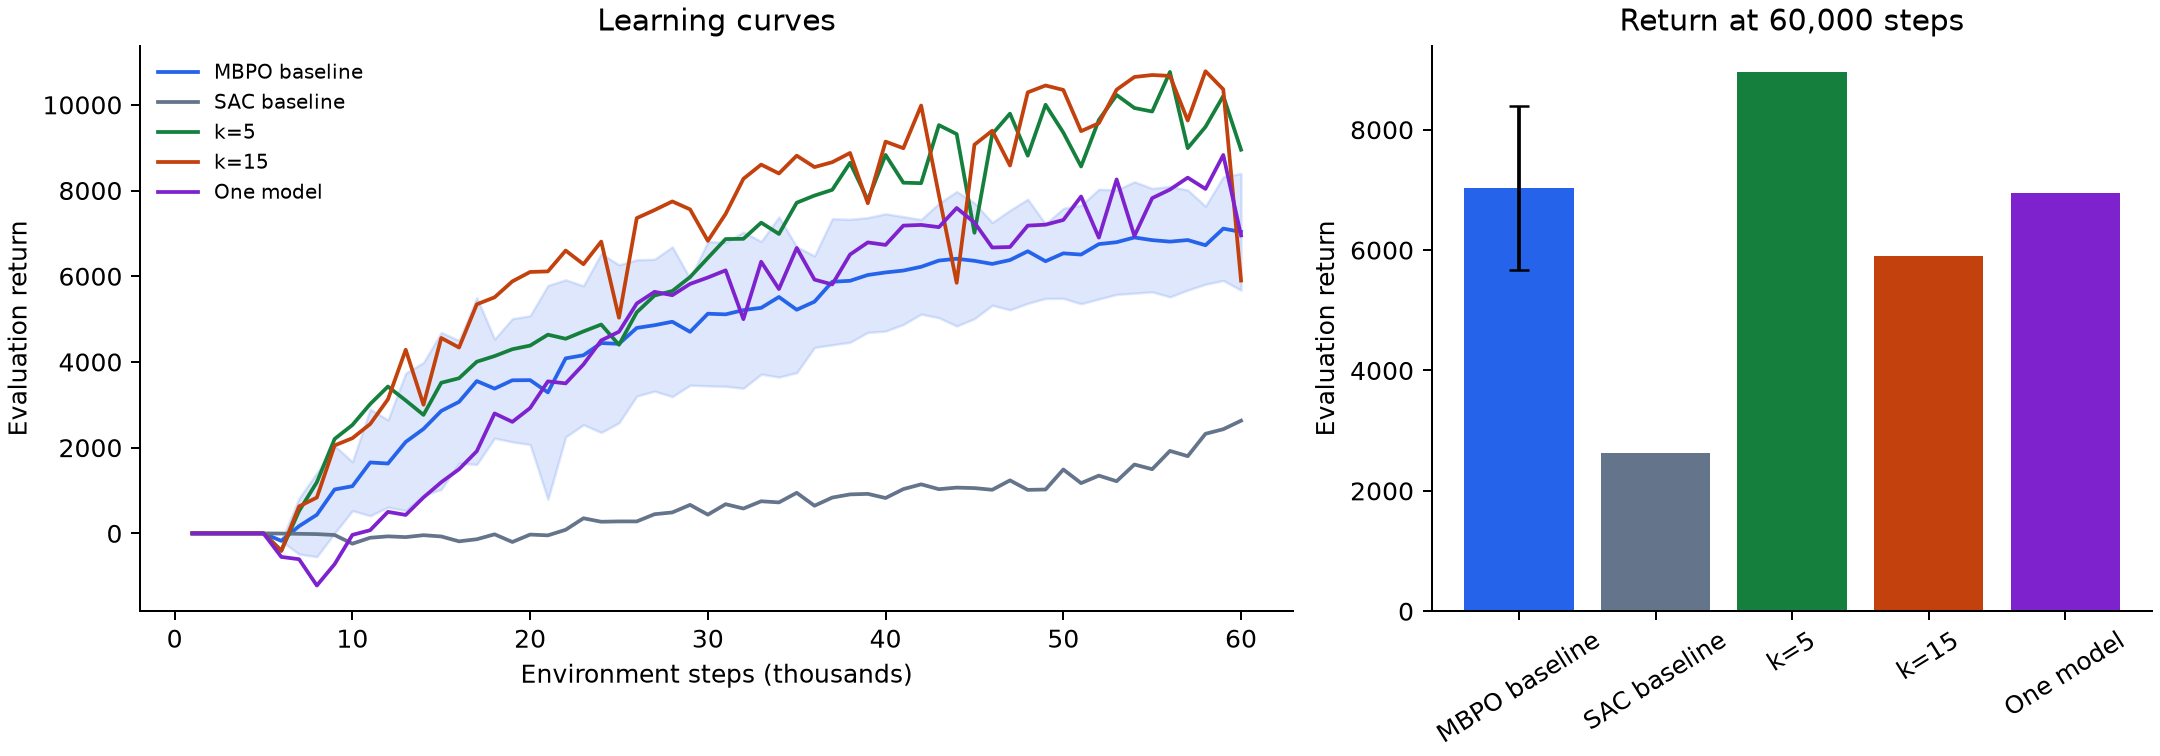 Learning curves
Evaluation return
10000
8000
6000
4000
2000
0
MBPO baseline
SAC baseline
k=5
k=15
One model
0 10 20 30 40 50 60
Environment steps (thousands)
Return at 60,000 steps
Evaluation return
8000
6000
4000
2000
0
MBPO baseline
SAC baseline
k=5
k=15
One model